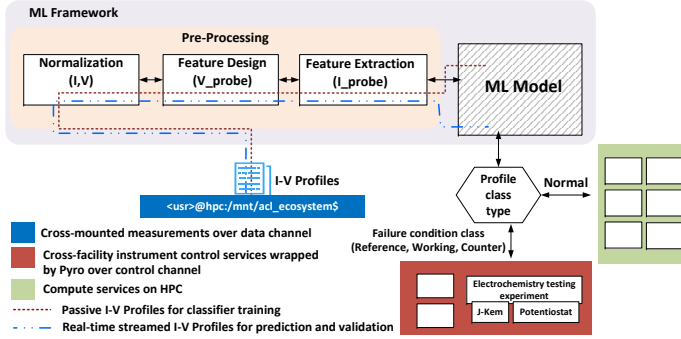 ML Framework
Pre-Processing
Normalization
(I,V)
Feature Design
(V_probe)
Feature Extraction
(I_probe)
ML Model
I-V Profiles
<usr>@hpc:/mnt/acl_ecosystem$
Profile
class
type
Normal
Failure condition class
(Reference, Working, Counter)
Electrochemistry testing
experiment
J-Kem
Potentiostat
Cross-mounted measurements over data channel
Cross-facility instrument control services wrapped
by Pyro over control channel
Compute services on HPC
Passive I-V Profiles for classifier training
Real-time streamed I-V Profiles for prediction and validation